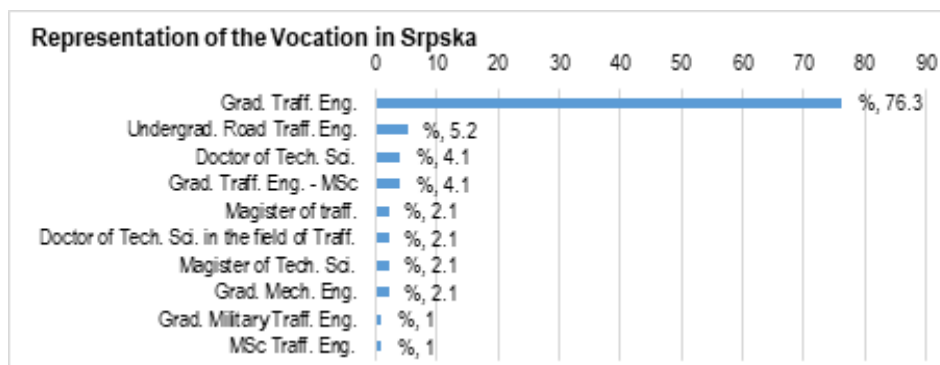 Representation of the Vocation in Srpska
0 10 20 30 40 50 60 70 80 90
Grad. Traff. Eng. %, 76.3
Undergrad. Road Traff. Eng. %, 5.2
Doctor of Tech. Sci. %, 4.1
Grad. Traff. Eng. - MSc %, 4.1
Magister of traff. %, 2.1
Doctor of Tech. Sci. in the field of Traff. %, 2.1
Magister of Tech. Sci. %, 2.1
Grad. Mech. Eng. %, 2.1
Grad. Military Traff. Eng. %, 1
MSc Traff. Eng. %, 1